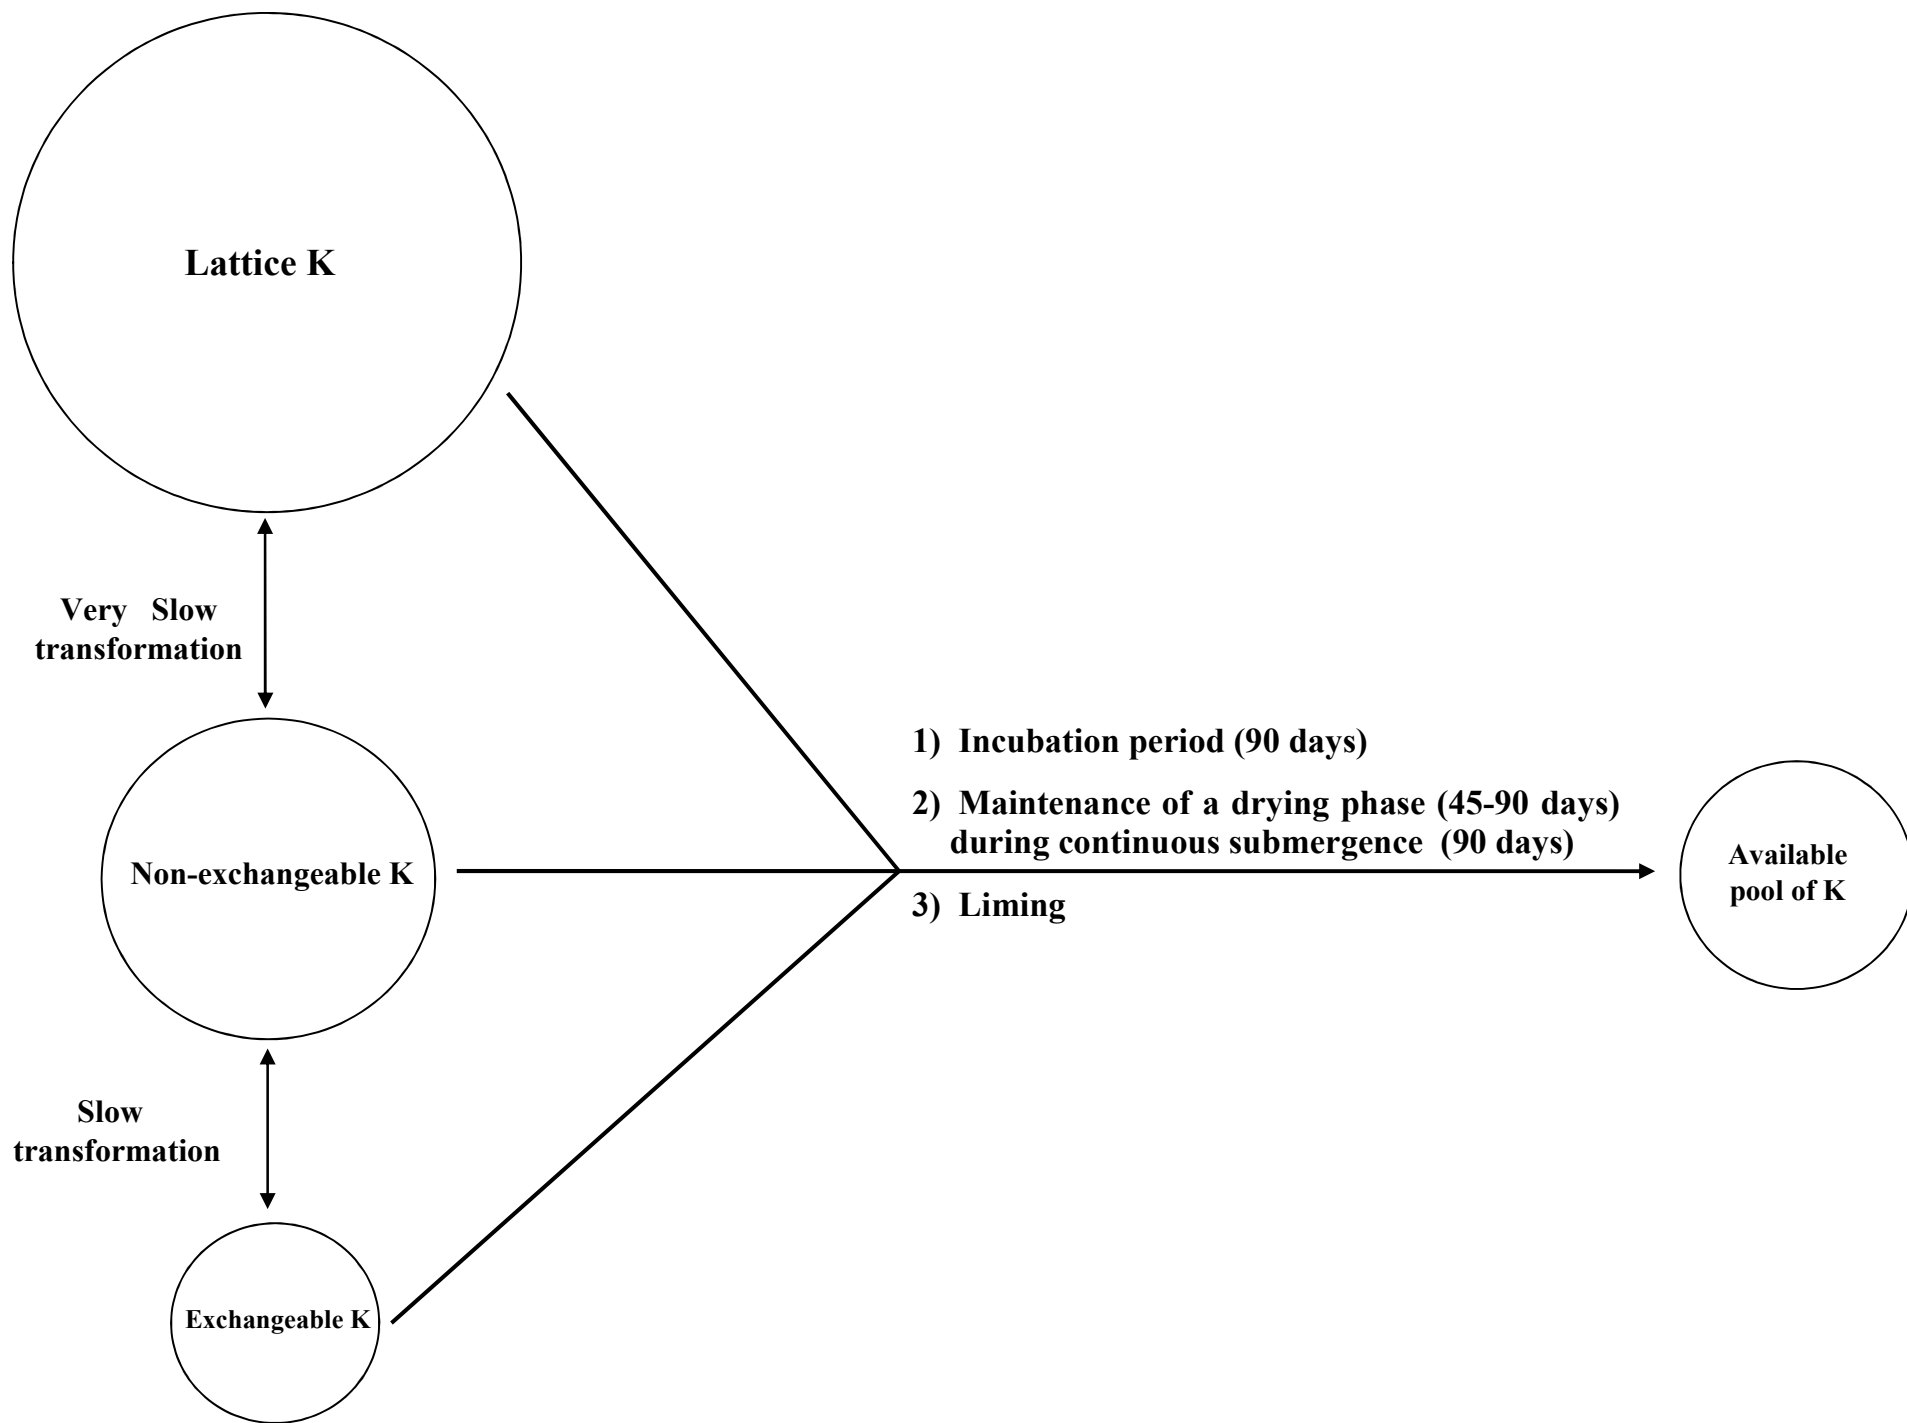 Lattice K
Very Slow
transformation
Non-exchangeable K
Slow
transformation
Exchangeable K
1) Incubation period (90 days)
2) Maintenance of a drying phase (45-90 days)
during continuous submergence (90 days)
3) Liming
Available
pool of K